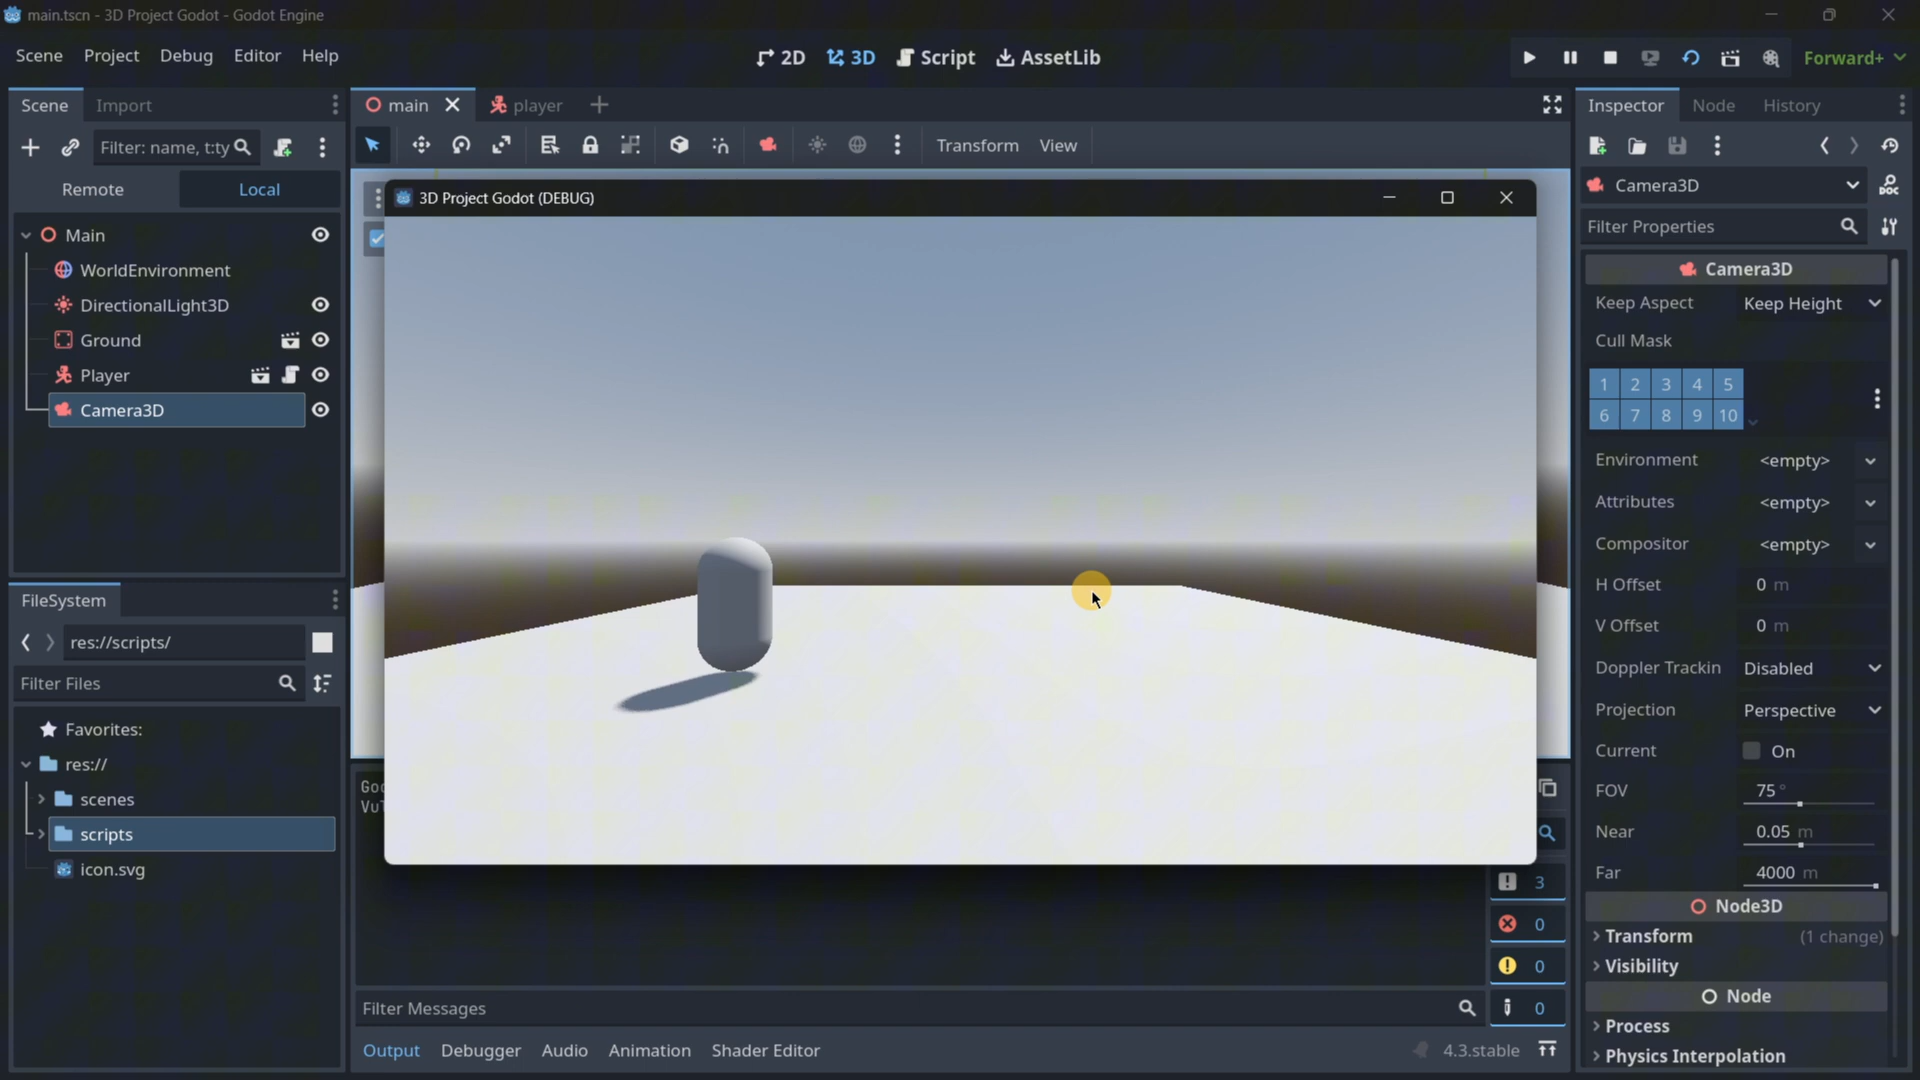 main.tscn - 3D Project Godot - Godot Engine
Scene Project Debug Editor Help
2D 3D Script AssetLib
Forward+
Scene Import
main player
Inspector Node History
Filter: name, t:ty
Transform View
Remote Local
Camera3D
DOC
3D Project Godot (DEBUG)
Filter Properties
Main
WorldEnvironment
DirectionalLight3D
Ground
Player
Camera3D
Camera3D
Keep Aspect Keep Height
Cull Mask
1 2 3 4 5
6 7 8 9 10
Environment <empty>
Attributes <empty>
Compositor <empty>
H Offset 0 m
V Offset 0 m
Doppler Trackin Disabled
Projection Perspective
Current On
FOV 75 °
Near 0.05 m
Far 4000 m
Node3D
Transform (1 change)
Visibility
Node
Process
Physics Interpolation
FileSystem
res://scripts/
Filter Files
Favorites:
res://
scenes
scripts
icon.svg
3
0
0
0
Filter Messages
Output Debugger Audio Animation Shader Editor
4.3.stable